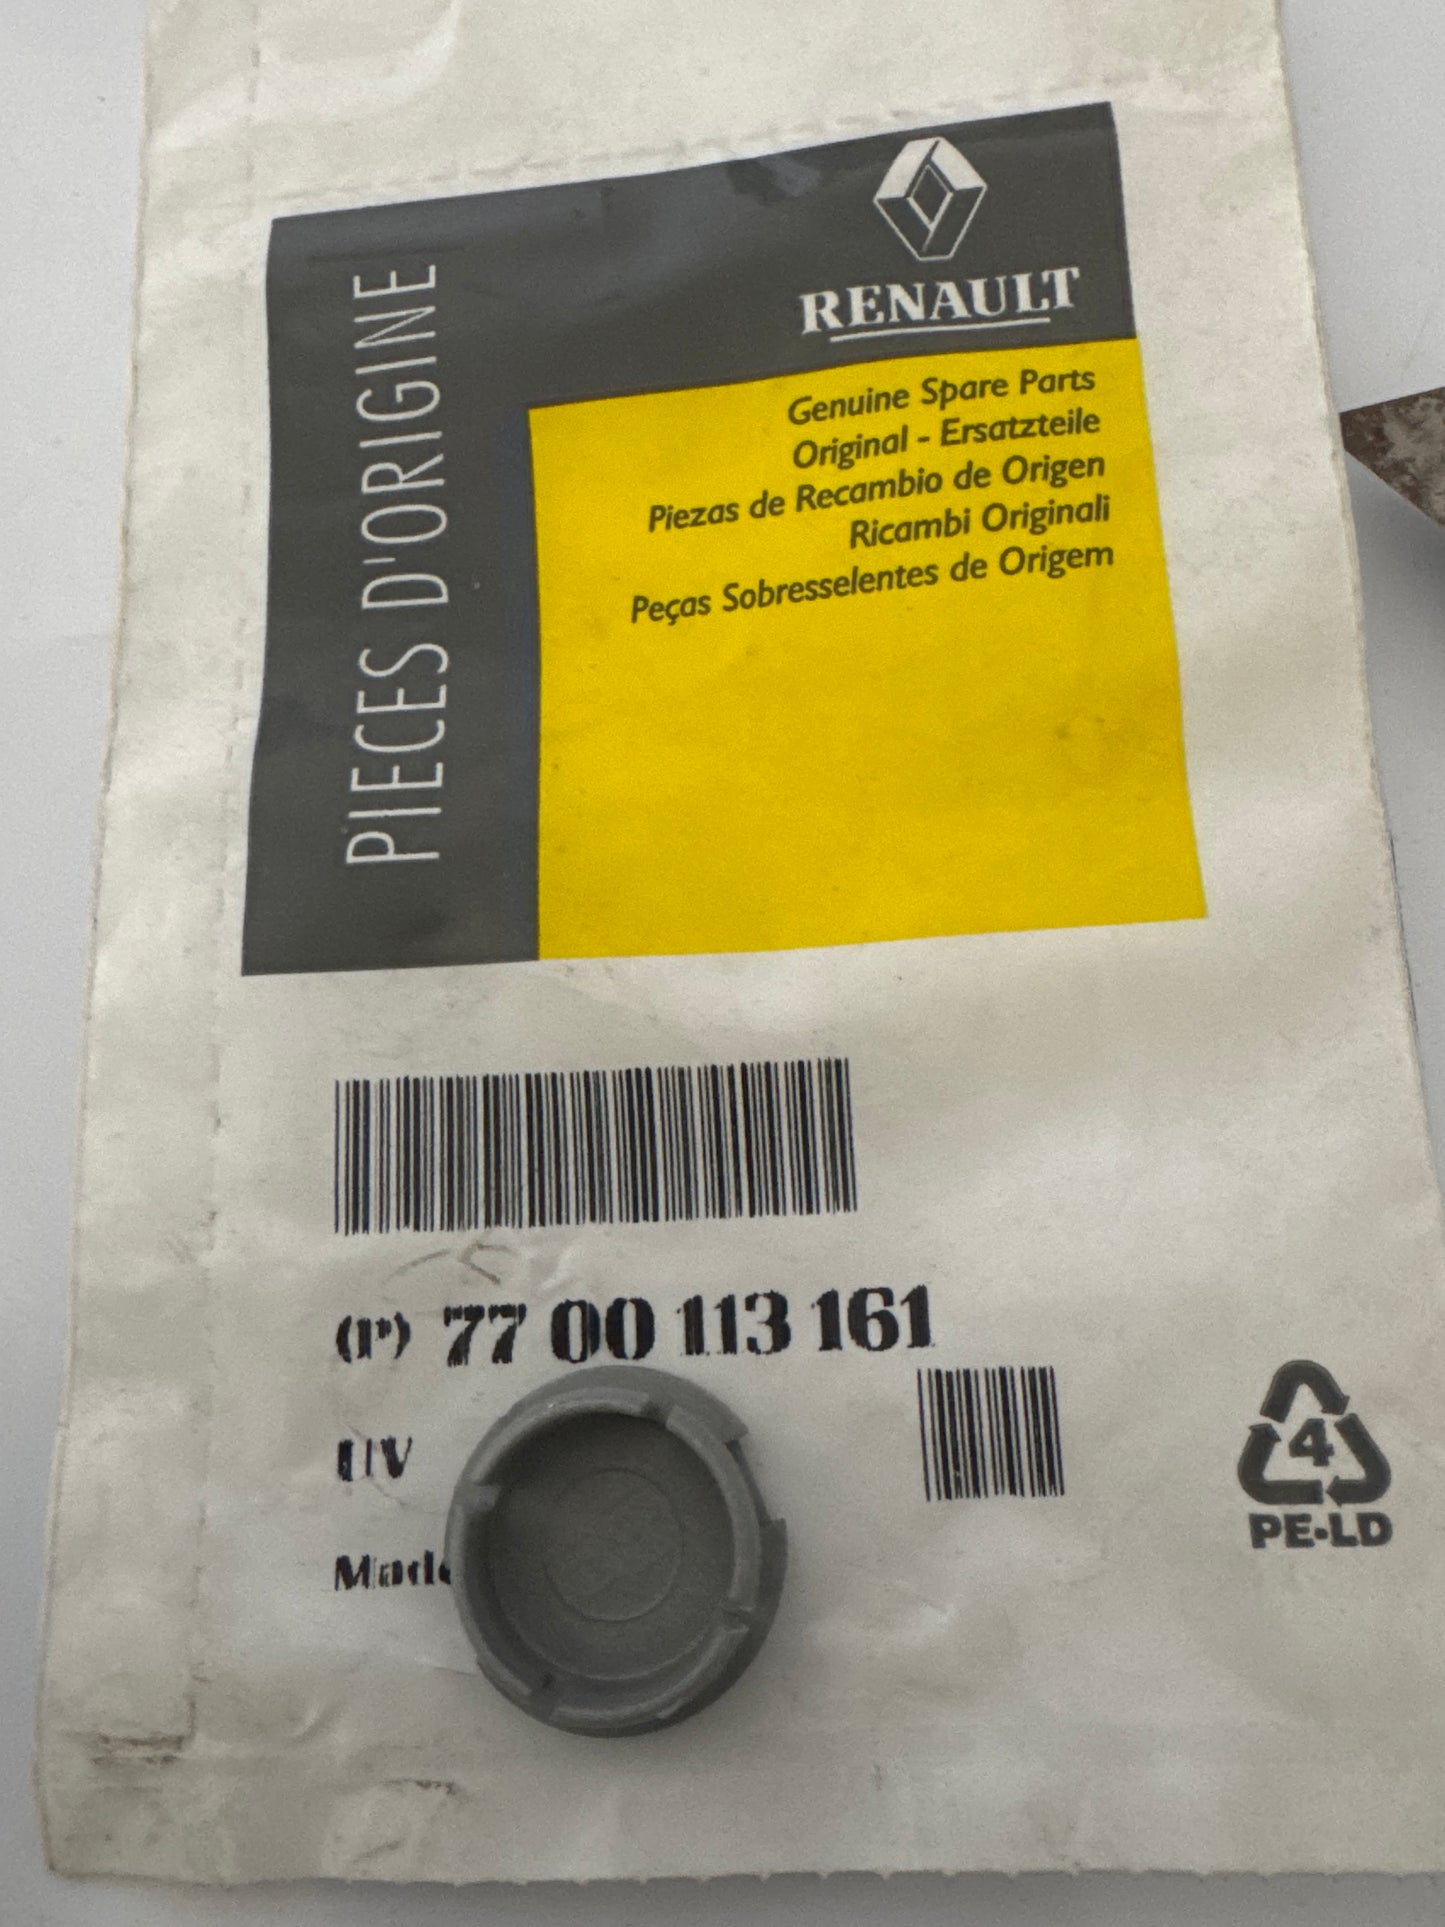 PIECES D'ORIGINE
RENAULT
Genuine Spare Parts
Original - Ersatzteile
Piezas de Recambio de Origen
Ricambi Originali
Peças Sobresselentes de Origem
(P) 77 00 113 161
UV
Made
4
PE-LD